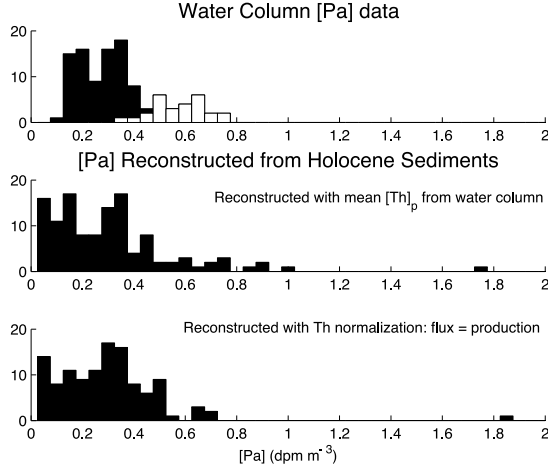 Water Column [Pa] data
20
10
0
0 0.2 0.4 0.6 0.8 1 1.2 1.4 1.6 1.8 2
[Pa] Reconstructed from Holocene Sediments
20
Reconstructed with mean [Th]p from water column
10
0
0 0.2 0.4 0.6 0.8 1 1.2 1.4 1.6 1.8 2
20
Reconstructed with Th normalization: flux = production
10
0
0 0.2 0.4 0.6 0.8 1 1.2 1.4 1.6 1.8 2
[Pa] (dpm m⁻³)